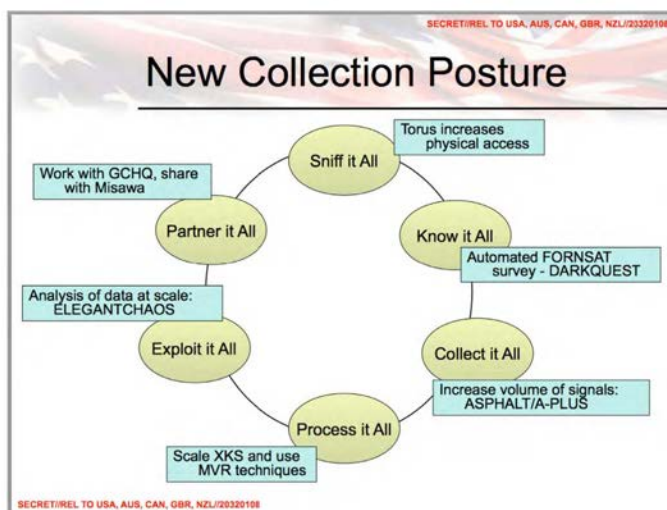 SECRET//REL TO USA, AUS, CAN, GBR, NZL//20320108
New Collection Posture
Sniff it All
Torus increases
physical access
Know it All
Automated FORNSAT
survey - DARKQUEST
Collect it All
Increase volume of signals:
ASPHALT/A-PLUS
Process it All
Scale XKS and use
MVR techniques
Exploit it All
Analysis of data at scale:
ELEGANTCHAOS
Partner it All
Work with GCHQ, share
with Misawa
SECRET//REL TO USA, AUS, CAN, GBR, NZL//20320108